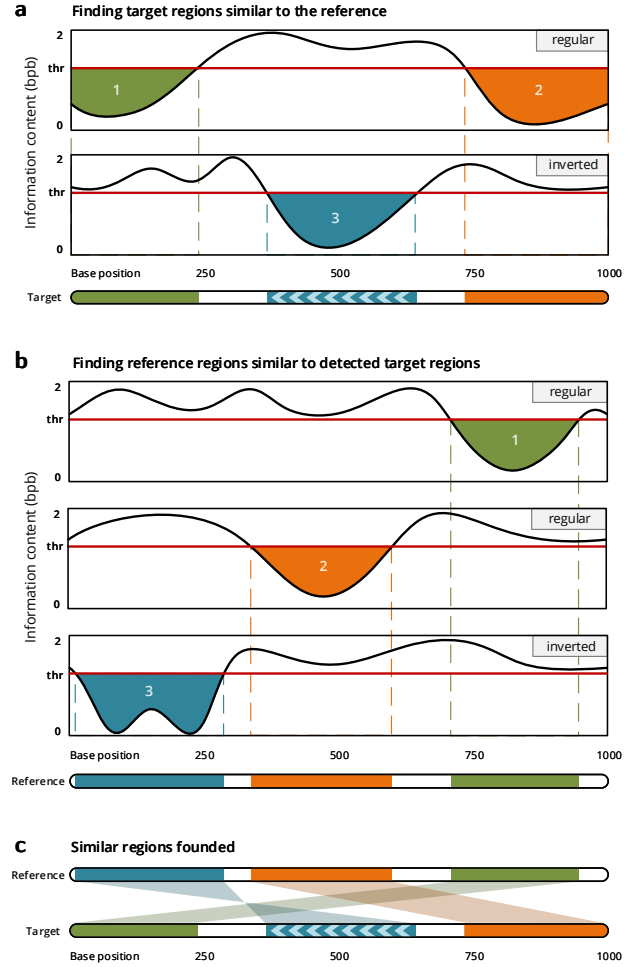 a
Finding target regions similar to the reference
Information content (bpb)
2
thr
0
regular
1
2
2
thr
0
inverted
3
Base position 250 500 750 1000
Target
b
Finding reference regions similar to detected target regions
Information content (bpb)
2
thr
0
regular
1
2
thr
0
regular
2
2
thr
0
inverted
3
Base position 250 500 750 1000
Reference
c
Similar regions founded
Reference
Target
Base position 250 500 750 1000